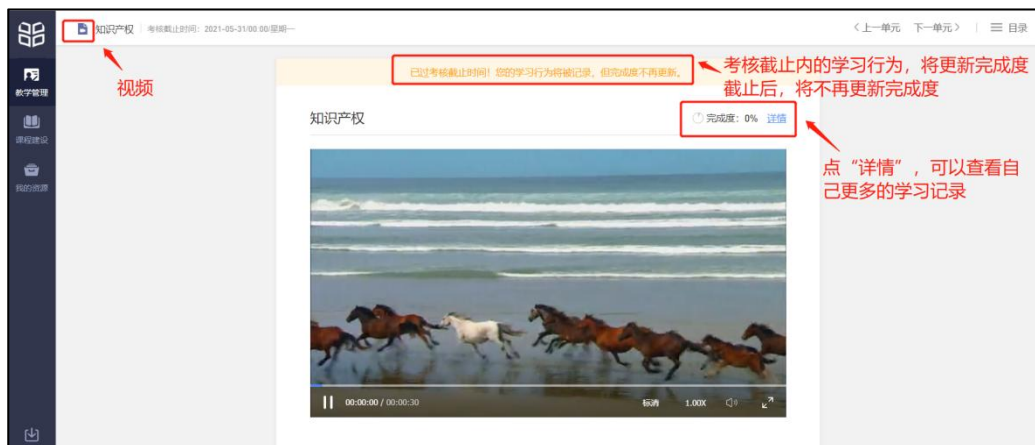 知识产权 考核截止时间：2021-05-31/00:00/星期一
〈上一单元 下一单元〉 目录
教学管理
课程建设
我的资源
视频
已过考核截止时间！您的学习行为将被记录，但完成度不再更新。
考核截止内的学习行为，将更新完成度
截止后，将不再更新完成度
知识产权
完成度：0% 详情
点“详情”，可以查看自
己更多的学习记录
00:00:00 / 00:00:30 标清 1.00X